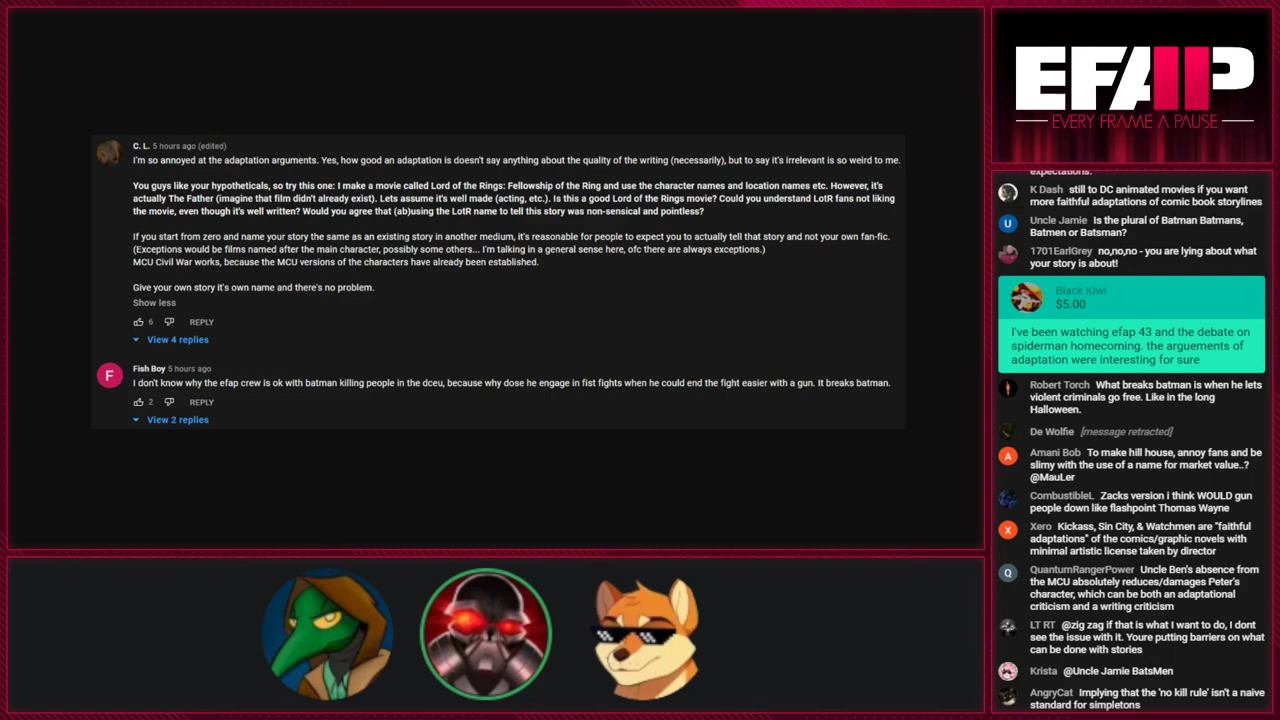 C. L. 5 hours ago (edited)
I'm so annoyed at the adaptation arguments. Yes, how good an adaptation is doesn't say anything about the quality of the writing (necessarily), but to say it's irrelevant is so weird to me.
You guys like your hypotheticals, so try this one: I make a movie called Lord of the Rings: Fellowship of the Ring and use the character names and location names etc. However, it's
actually The Father (imagine that film didn't already exist). Lets assume it's well made (acting, etc.). Is this a good Lord of the Rings movie? Could you understand LotR fans not liking
the movie, even though it's well written? Would you agree that (ab)using the LotR name to tell this story was non-sensical and pointless?
If you start from zero and name your story the same as an existing story in another medium, it's reasonable for people to expect you to actually tell that story and not your own fan-fic.
(Exceptions would be films named after the main character, possibly some others... I'm talking in a general sense here, ofc there are always exceptions.)
MCU Civil War works, because the MCU versions of the characters have already been established.
Give your own story it's own name and there's no problem.
Show less
6 REPLY
View 4 replies
F
Fish Boy 5 hours ago
I don't know why the efap crew is ok with batman killing people in the dceu, because why dose he engage in fist fights when he could end the fight easier with a gun. It breaks batman.
2 REPLY
View 2 replies
EFAP
EVERY FRAME A PAUSE
expectations.
K Dash still to DC animated movies if you want
more faithful adaptations of comic book storylines
U
Uncle Jamie Is the plural of Batman Batmans,
Batmen or Batsman?
1701EarlGrey no,no,no - you are lying about what
your story is about!
Black Kiwi
$5.00
I've been watching efap 43 and the debate on
spiderman homecoming. the arguements of
adaptation were interesting for sure
Robert Torch What breaks batman is when he lets
violent criminals go free. Like in the long
Halloween.
De Wolfie [message retracted]
A
Amani Bob To make hill house, annoy fans and be
slimy with the use of a name for market value..?
@MauLer
CombustibleL Zacks version i think WOULD gun
people down like flashpoint Thomas Wayne
X
Xero Kickass, Sin City, & Watchmen are "faithful
adaptations" of the comics/graphic novels with
minimal artistic license taken by director
Q
QuantumRangerPower Uncle Ben's absence from
the MCU absolutely reduces/damages Peter's
character, which can be both an adaptational
criticism and a writing criticism
LT RT @zig zag if that is what I want to do, I dont
see the issue with it. Youre putting barriers on what
can be done with stories
Krista @Uncle Jamie BatsMen
AngryCat Implying that the 'no kill rule' isn't a naive
standard for simpletons